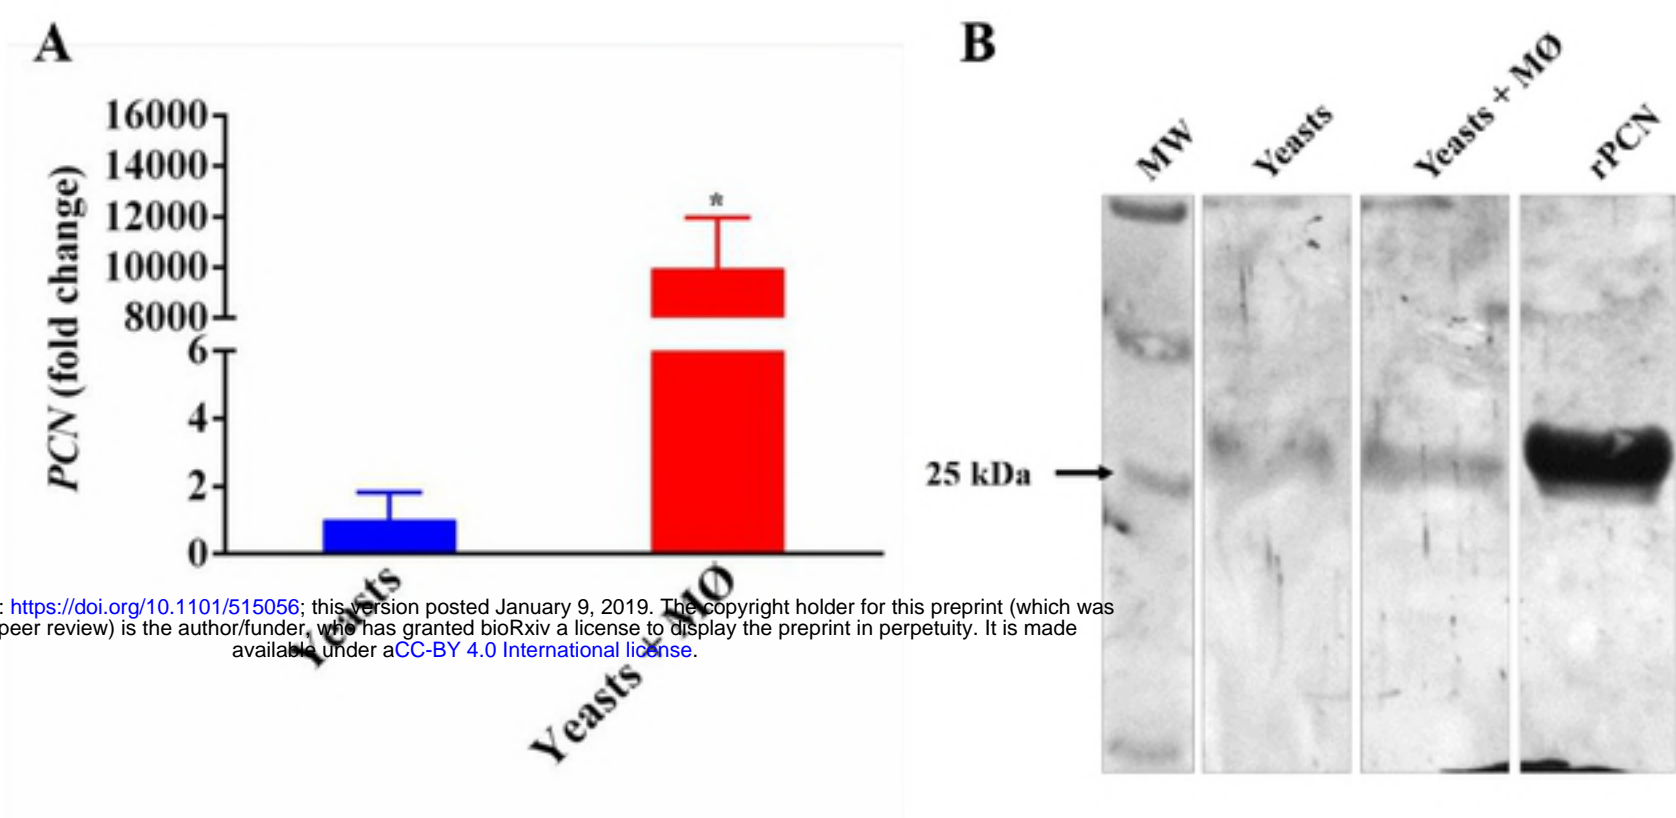 A
B
PCN (fold change)
16000
14000
12000
10000
8000
6
4
2
0
*
Yeasts
Yeasts + MØ
MW
Yeasts
Yeasts + MØ
rPCN
25 kDa
: https://doi.org/10.1101/515056; this version posted January 9, 2019. The copyright holder for this preprint (which was
peer review) is the author/funder, who has granted bioRxiv a license to display the preprint in perpetuity. It is made
available under aCC-BY 4.0 International license.